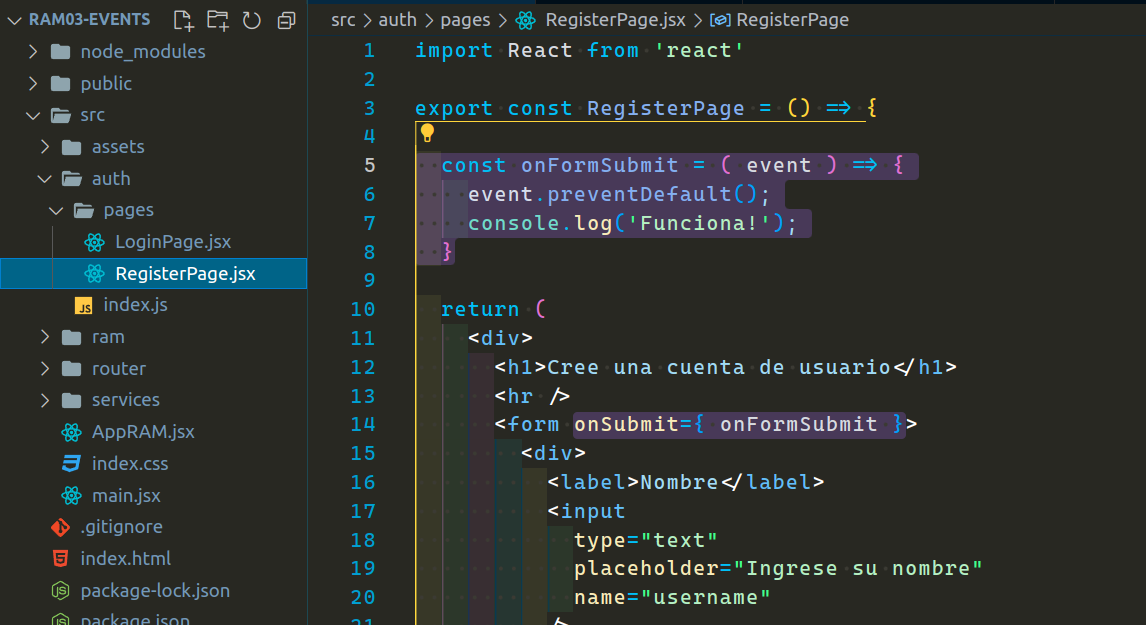 RAM03-EVENTS
node_modules
public
src
assets
auth
pages
LoginPage.jsx
RegisterPage.jsx
index.js
ram
router
services
AppRAM.jsx
index.css
main.jsx
.gitignore
index.html
package-lock.json
package.json
src > auth > pages > RegisterPage.jsx > RegisterPage
1 import React from 'react'
2
3 export const RegisterPage = () => {
4
5 const onFormSubmit = ( event ) => {
6 event.preventDefault();
7 console.log('Funciona!');
8 }
9
10 return (
11 <div>
12 <h1>Cree una cuenta de usuario</h1>
13 <hr />
14 <form onSubmit={ onFormSubmit }>
15 <div>
16 <label>Nombre</label>
17 <input
18 type="text"
19 placeholder="Ingrese su nombre"
20 name="username"
21 />